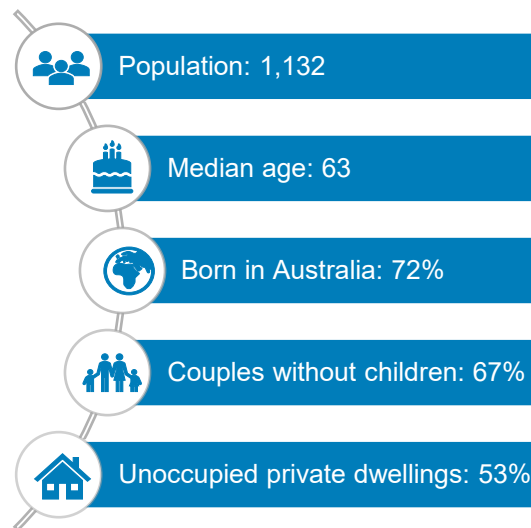 Population: 1,132
Median age: 63
Born in Australia: 72%
Couples without children: 67%
Unoccupied private dwellings: 53%